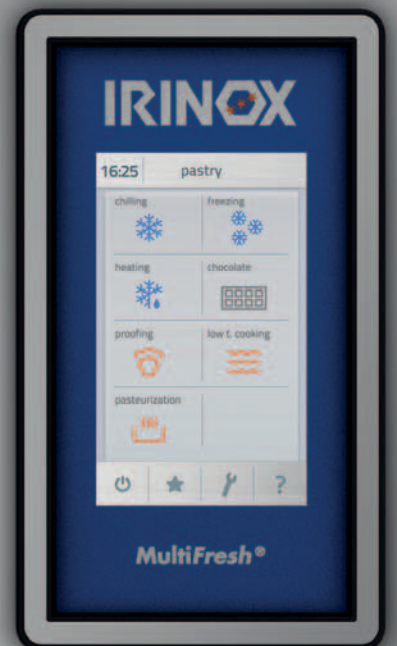 IRINOX
16:25 pastry
chilling freezing
heating chocolate
proofing low t. cooking
pasteurization
?
MultiFresh®